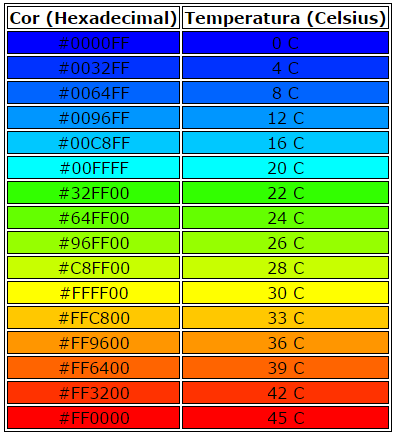 Cor (Hexadecimal) Temperatura (Celsius)
#0000FF 0 C
#0032FF 4 C
#0064FF 8 C
#0096FF 12 C
#00C8FF 16 C
#00FFFF 20 C
#32FF00 22 C
#64FF00 24 C
#96FF00 26 C
#C8FF00 28 C
#FFFF00 30 C
#FFC800 33 C
#FF9600 36 C
#FF6400 39 C
#FF3200 42 C
#FF0000 45 C